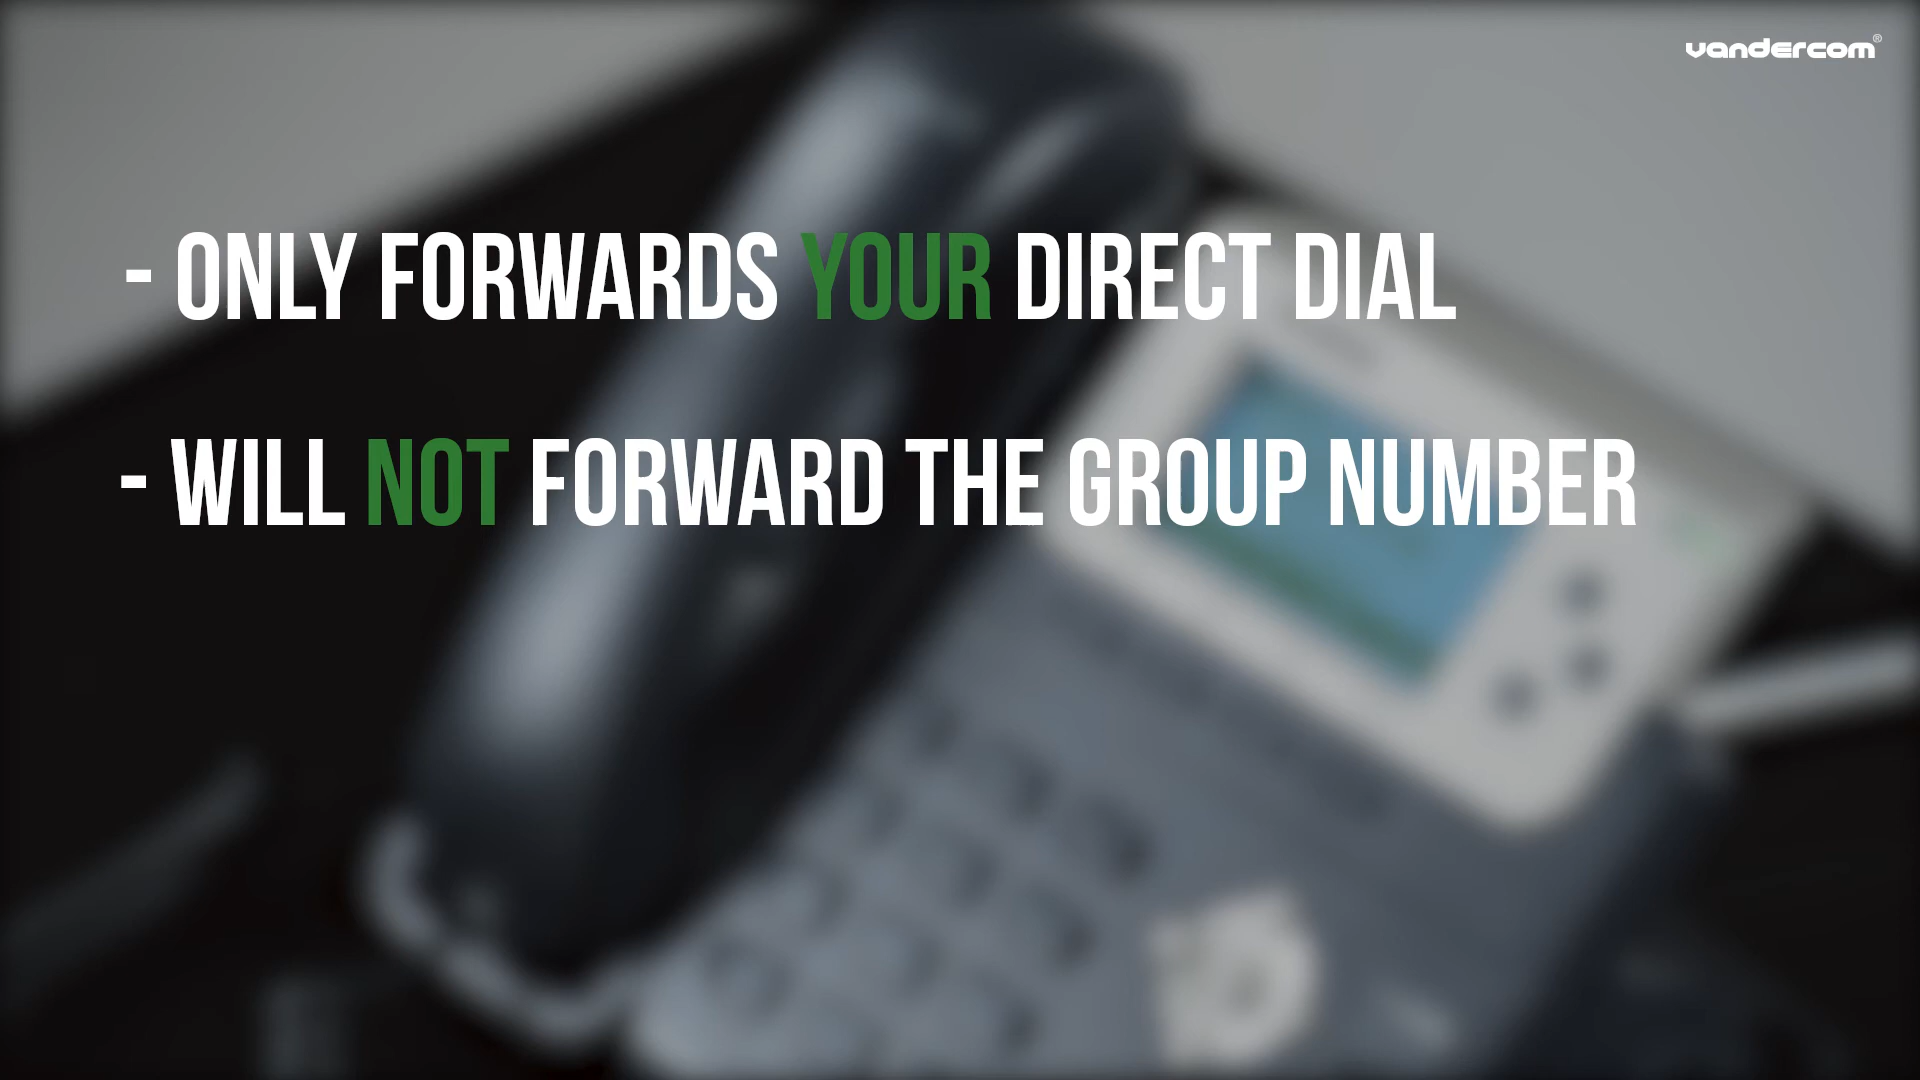 vandercom®
- ONLY FORWARDS YOUR DIRECT DIAL
- WILL NOT FORWARD THE GROUP NUMBER